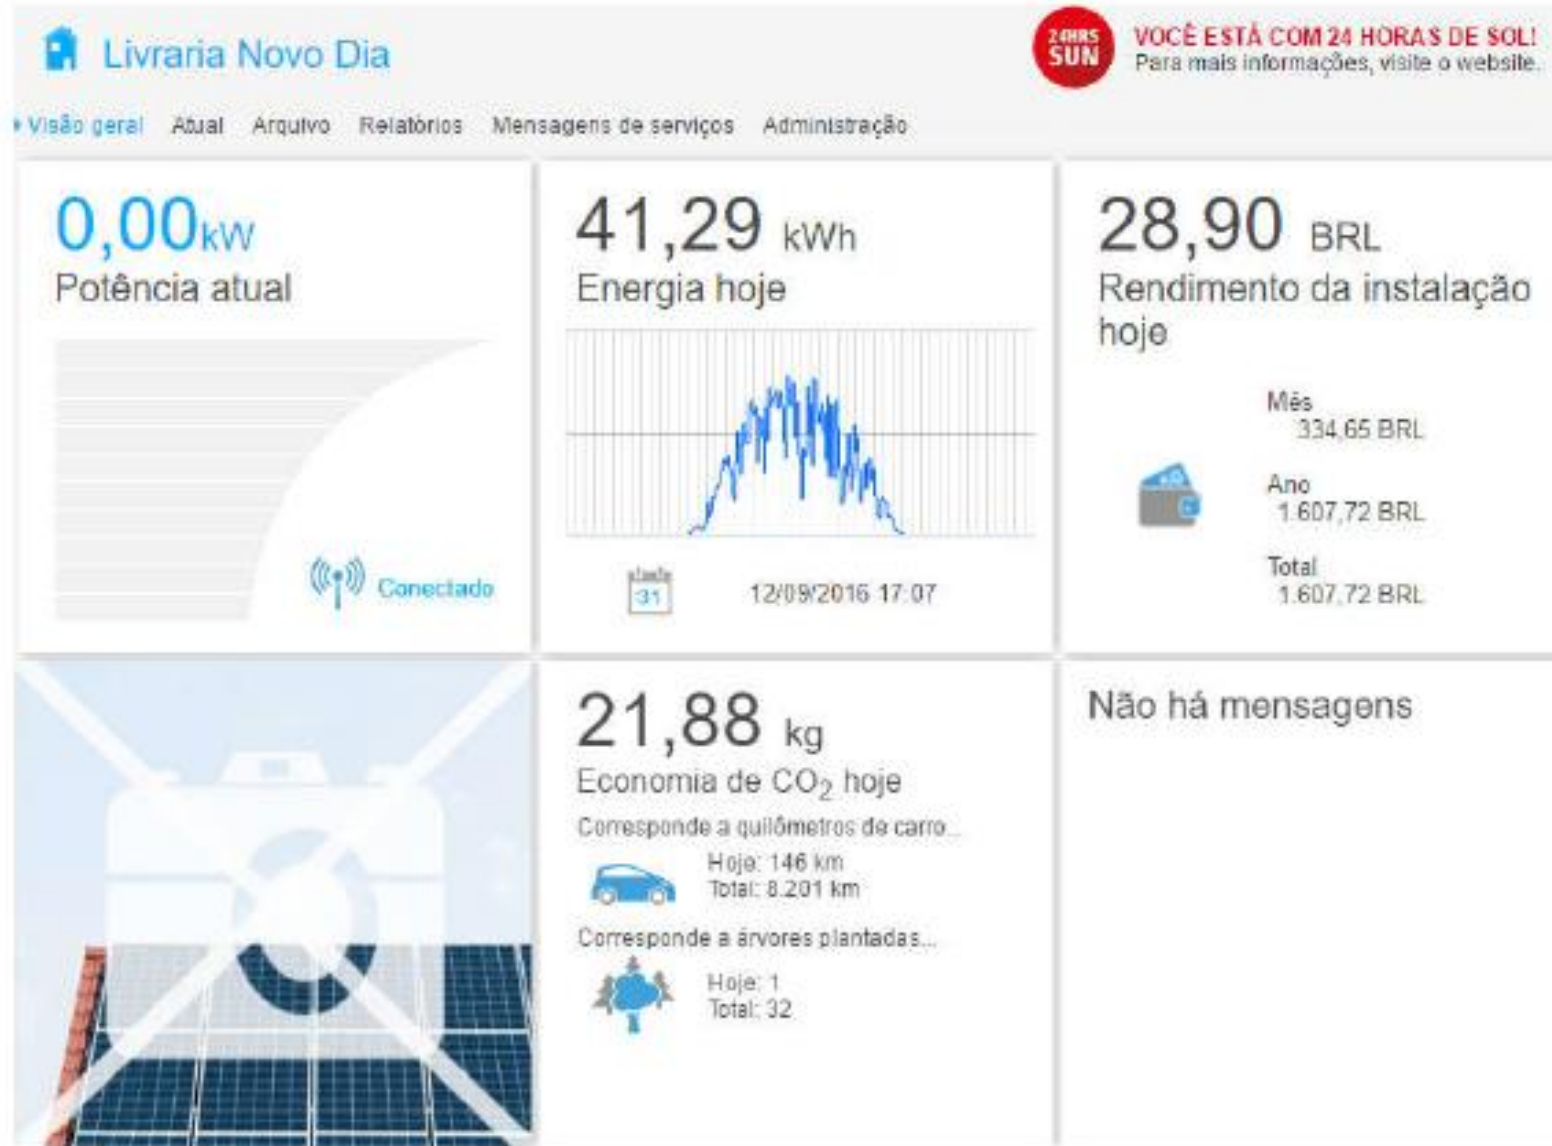 Livraria Novo Dia
24HRS
SUN
VOCÊ ESTÁ COM 24 HORAS DE SOL!
Para mais informações, visite o website.
Visão geral Atual Arquivo Relatórios Mensagens de serviços Administração
0,00kW
Potência atual
Conectado
41,29 kWh
Energia hoje
31
12/09/2016 17:07
28,90 BRL
Rendimento da instalação
hoje
Mês
334,65 BRL
Ano
1.607,72 BRL
Total
1.607,72 BRL
21,88 kg
Economia de CO₂ hoje
Corresponde a quilômetros de carro...
Hoje: 146 km
Total: 8.201 km
Corresponde a árvores plantadas...
Hoje: 1
Total: 32
Não há mensagens